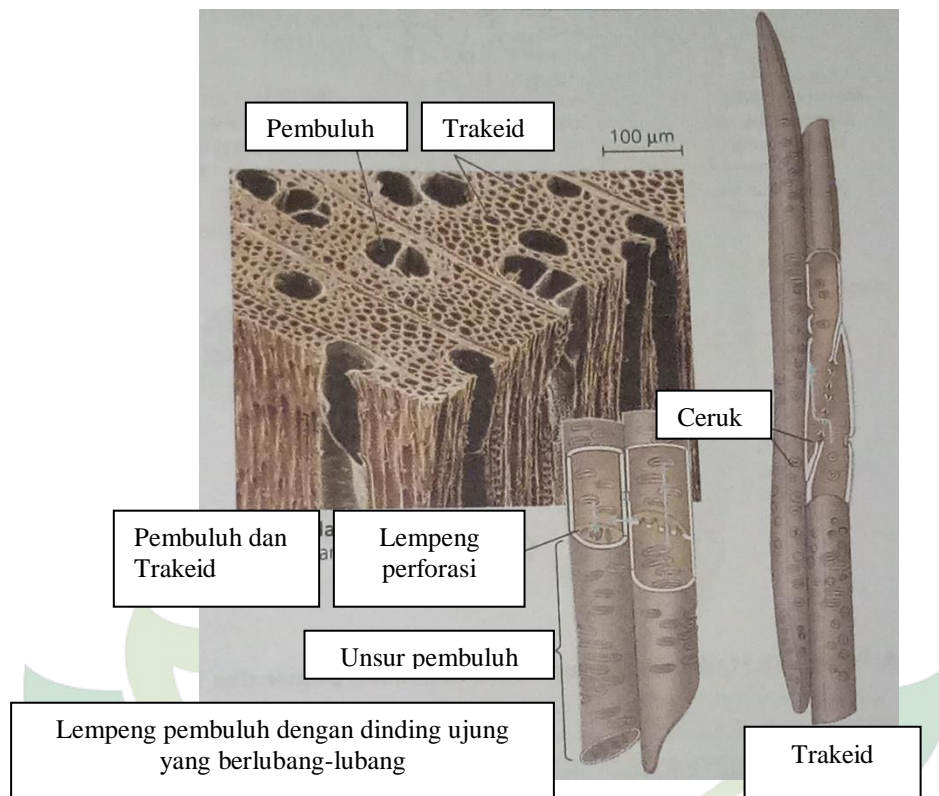 Pembuluh
Trakeid
100 µm
Ceruk
Pembuluh dan
Trakeid
Lempeng
perforasi
Unsur pembuluh
Lempeng pembuluh dengan dinding ujung
yang berlubang-lubang
Trakeid